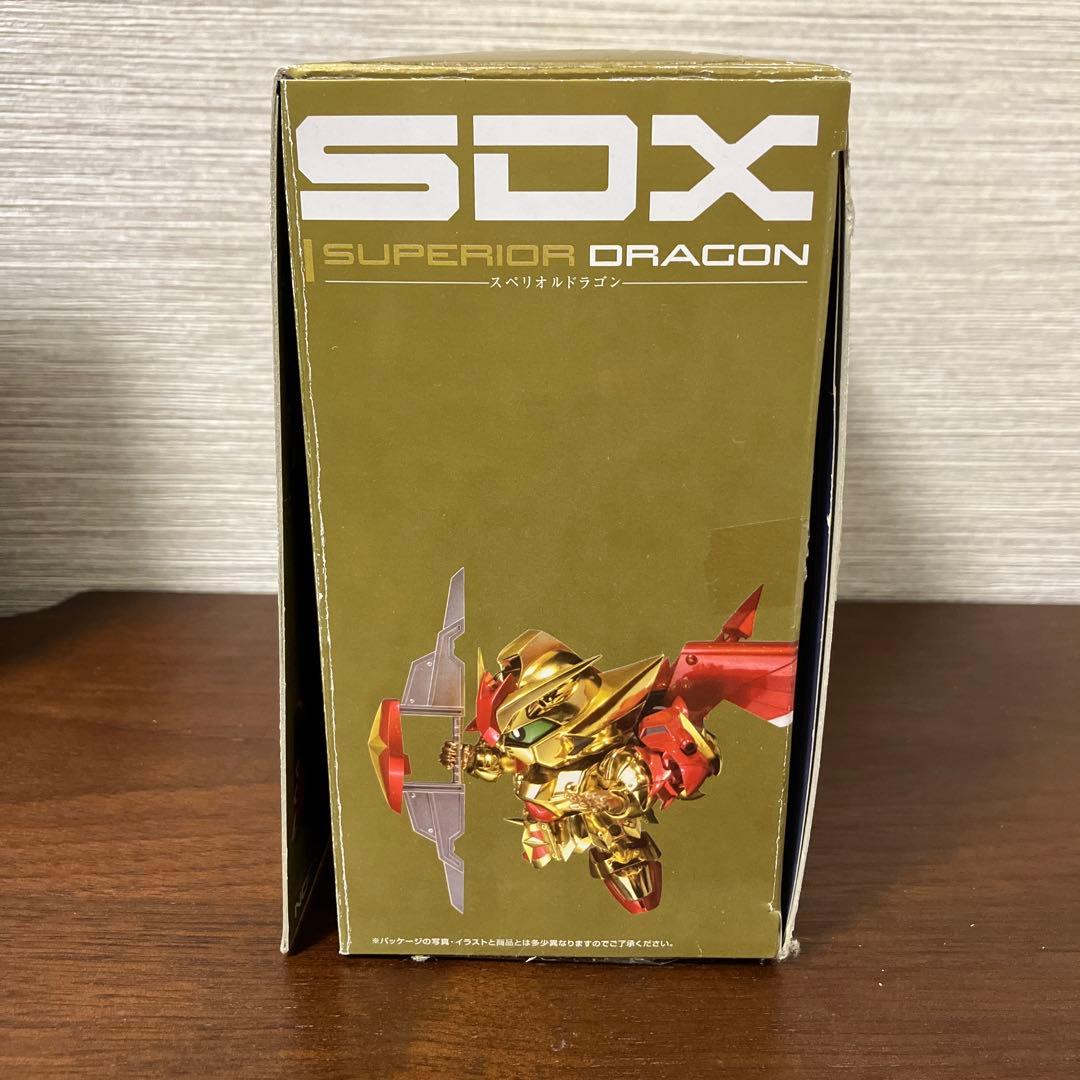 SDX
SUPERIOR DRAGON
スペリオルドラゴン
※パッケージの写真・イラストと商品とは多少異なりますのでご了承ください。